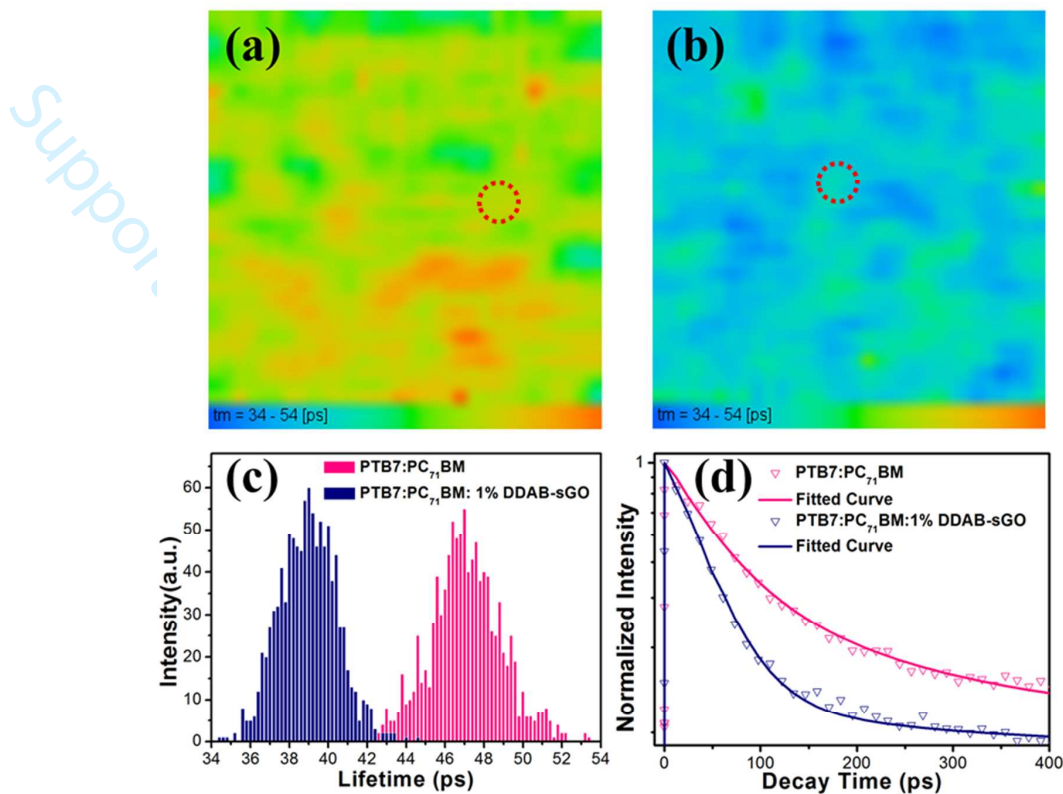 (a)
(b)
Suppor
tm = 34 - 54 [ps]
tm = 34 - 54 [ps]
(c)
PTB7:PC71BM
PTB7:PC71BM: 1% DDAB-sGO
Intensity(a.u.)
60
50
40
30
20
10
0
34 36 38 40 42 44 46 48 50 52 54
Lifetime (ps)
(d)
PTB7:PC71BM
Fitted Curve
PTB7:PC71BM:1% DDAB-sGO
Fitted Curve
Normalized Intensity
1
0 100 200 300 400
Decay Time (ps)